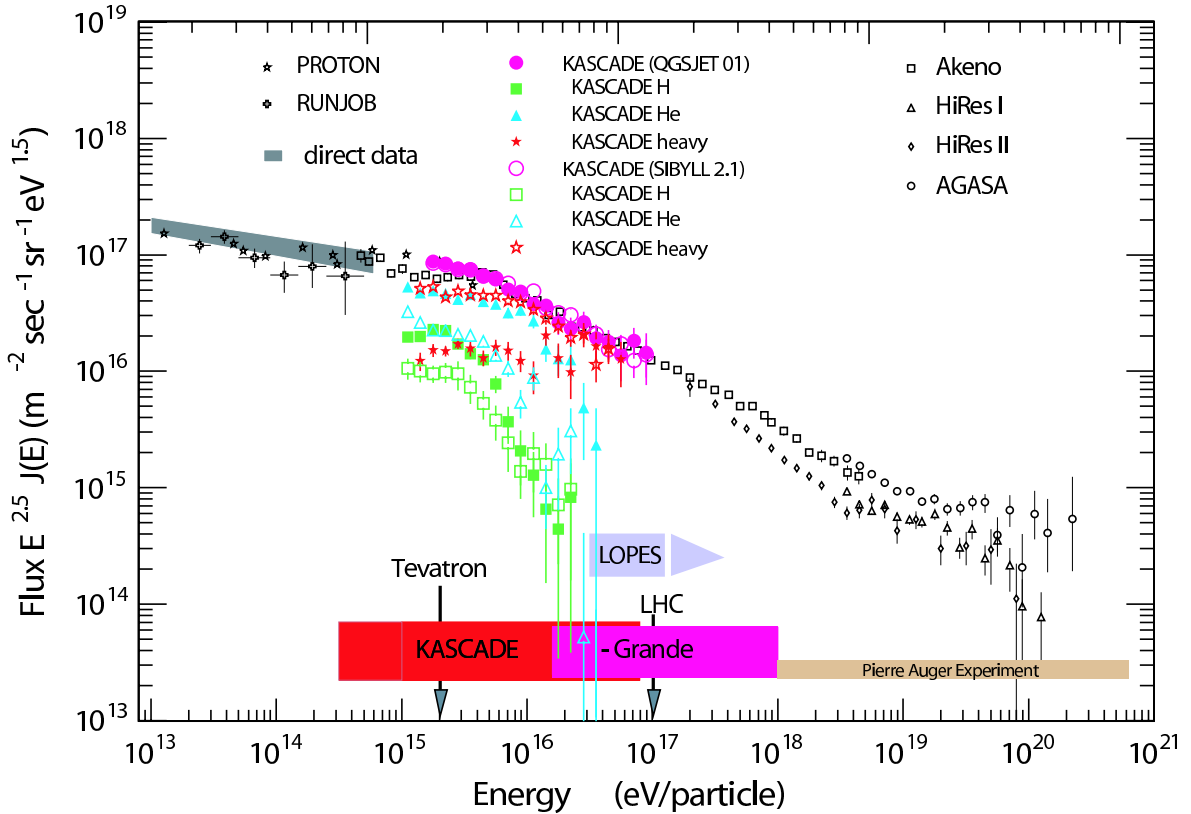 10^19
10^18
10^17
10^16
10^15
10^14
10^13
Flux E^2.5 J(E) (m^-2 sec^-1 sr^-1 eV^1.5)
PROTON
RUNJOB
direct data
KASCADE (QGSJET 01)
KASCADE H
KASCADE He
KASCADE heavy
KASCADE (SIBYLL 2.1)
KASCADE H
KASCADE He
KASCADE heavy
Akeno
HiRes I
HiRes II
AGASA
LOPES
Tevatron
LHC
KASCADE
- Grande
Pierre Auger Experiment
10^13 10^14 10^15 10^16 10^17 10^18 10^19 10^20 10^21
Energy (eV/particle)